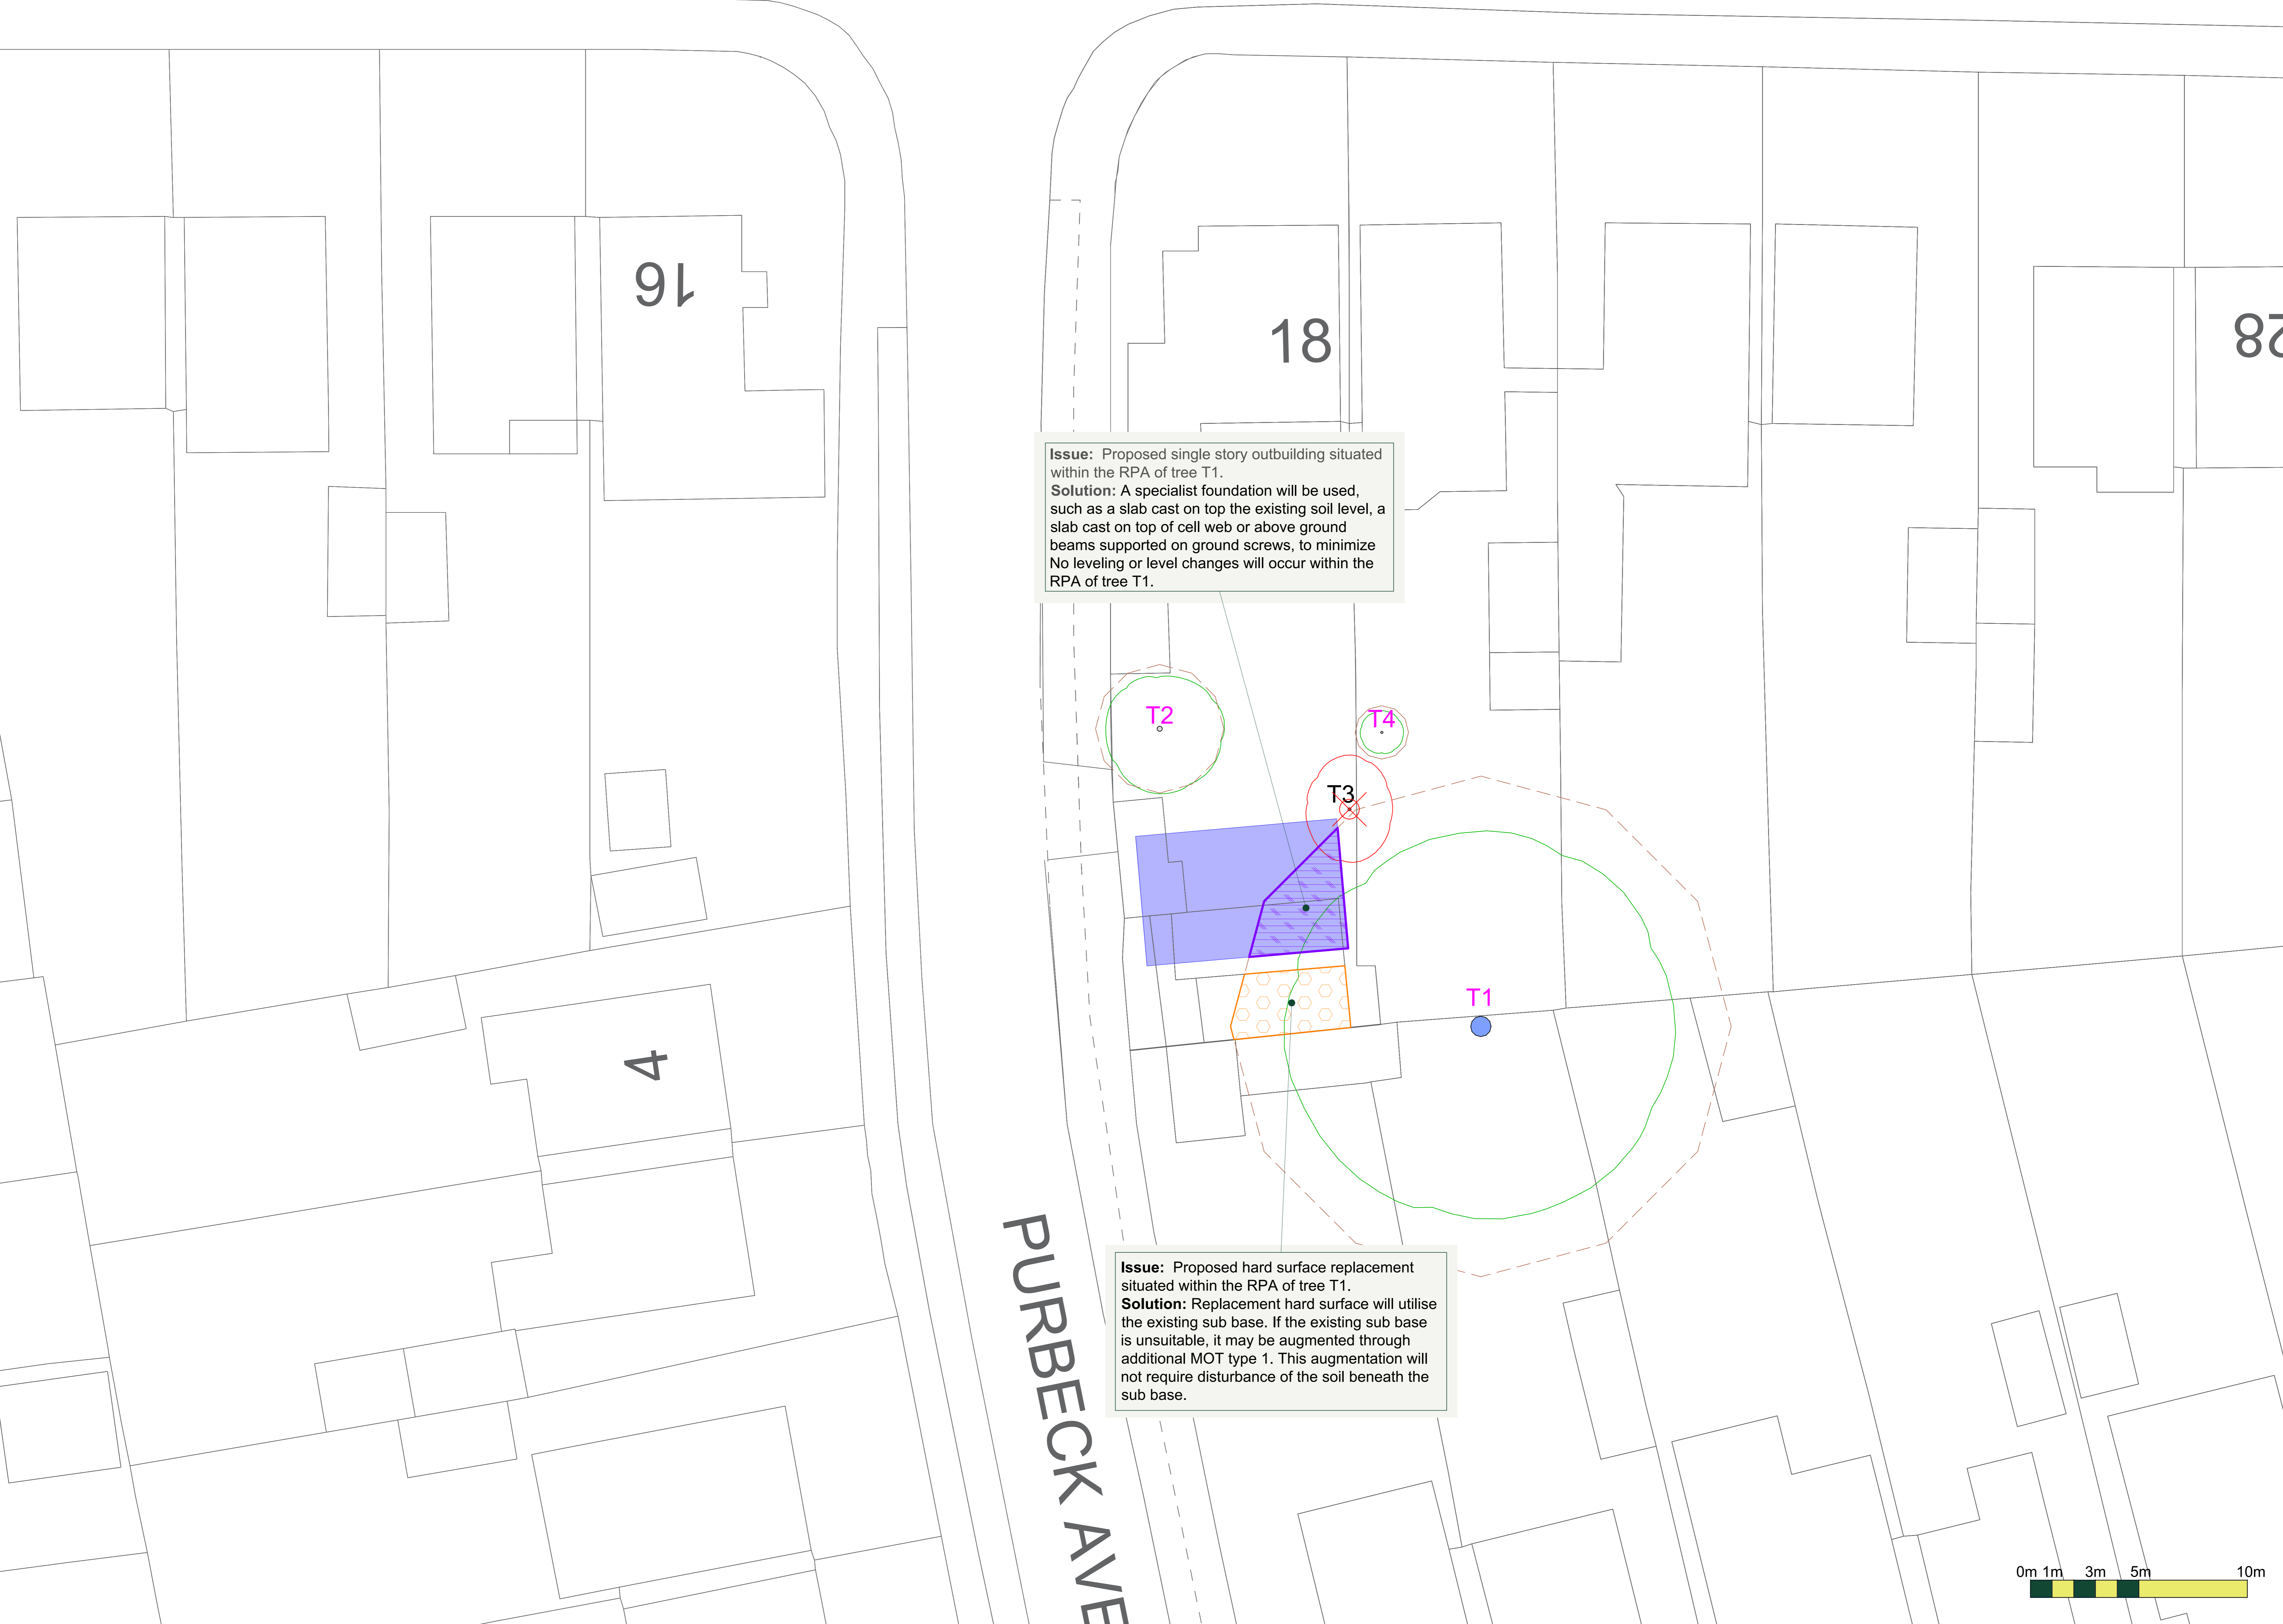 16
18
28
Issue: Proposed single story outbuilding situated
within the RPA of tree T1.
Solution: A specialist foundation will be used,
such as a slab cast on top the existing soil level, a
slab cast on top of cell web or above ground
beams supported on ground screws, to minimize
No leveling or level changes will occur within the
RPA of tree T1.
T2
T4
T3
T1
4
PURBECK AVE
Issue: Proposed hard surface replacement
situated within the RPA of tree T1.
Solution: Replacement hard surface will utilise
the existing sub base. If the existing sub base
is unsuitable, it may be augmented through
additional MOT type 1. This augmentation will
not require disturbance of the soil beneath the
sub base.
0m 1m 3m 5m 10m